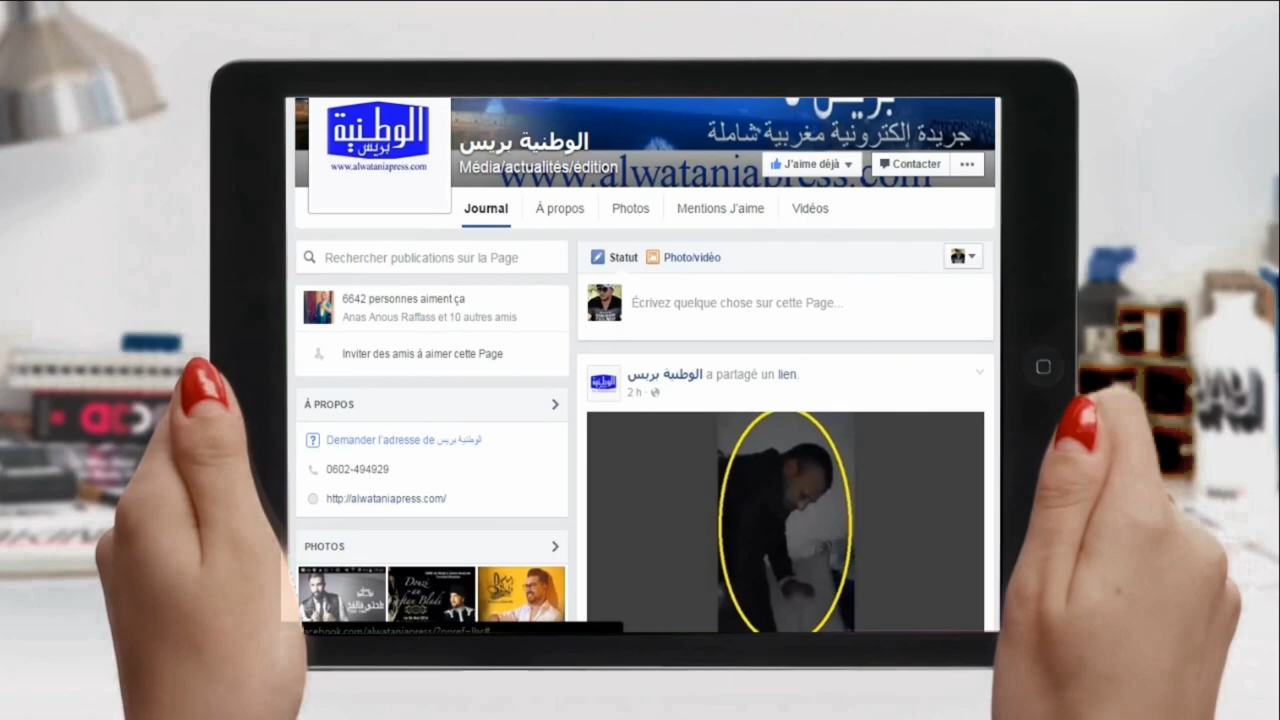 بريس
جريدة إلكترونية مغربية شاملة
الوطنية
بريس
www.alwataniapress.com
الوطنية بريس
Média/actualités/édition
www.alwataniapress.com
J'aime déjà
Contacter
Journal
À propos
Photos
Mentions J'aime
Vidéos
Rechercher publications sur la Page
Statut
Photo/vidéo
Écrivez quelque chose sur cette Page...
6642 personnes aiment ça
Anas Anous Raffass et 10 autres amis
Inviter des amis à aimer cette Page
À PROPOS
Demander l'adresse de الوطنية بريس
0602-494929
http://alwataniapress.com/
PHOTOS
الوطنية بريس a partagé un lien.
2 h
Douzi